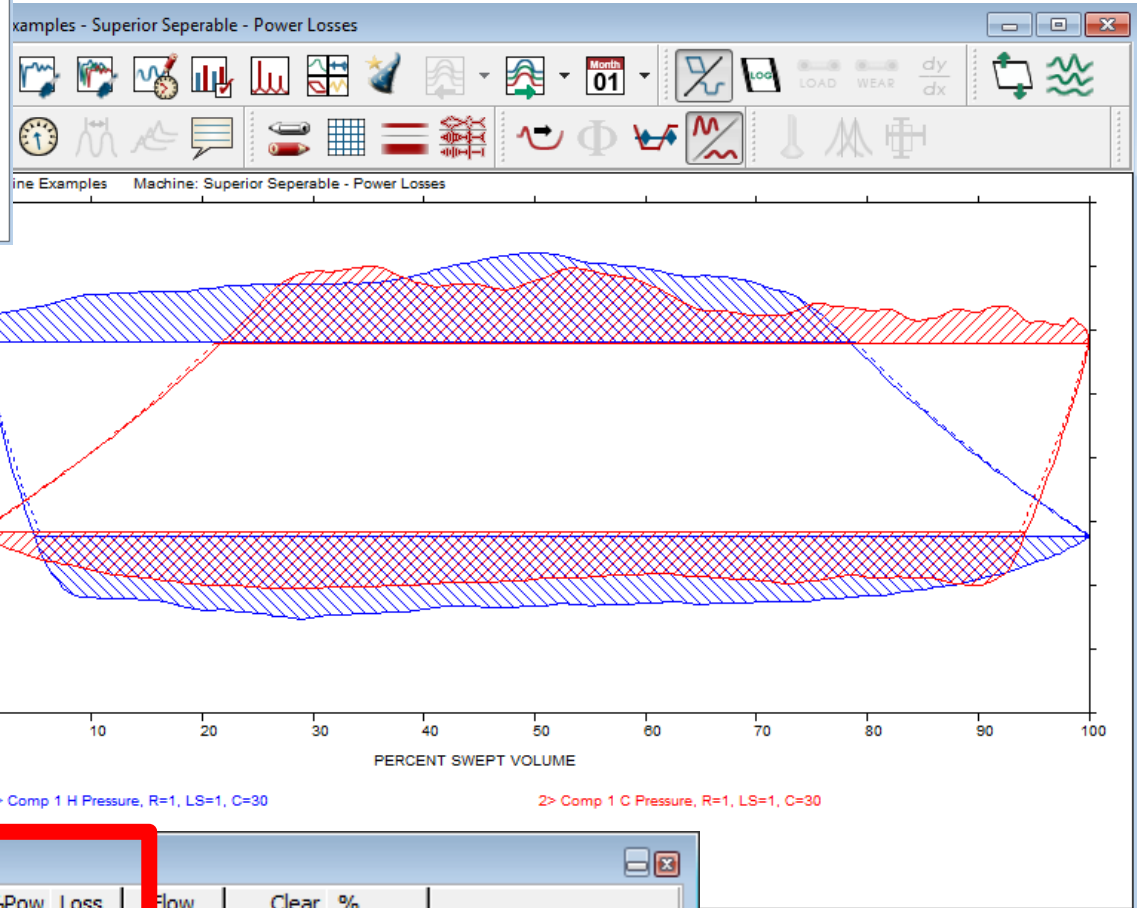 xamples - Superior Seperable - Power Losses
Month
01
LOG
LOAD
WEAR
dy
dx
ine Examples Machine: Superior Seperable - Power Losses
10 20 30 40 50 60 70 80 90 100
PERCENT SWEPT VOLUME
> Comp 1 H Pressure, R=1, LS=1, C=30 2> Comp 1 C Pressure, R=1, LS=1, C=30
Pow Loss Flow Clear %